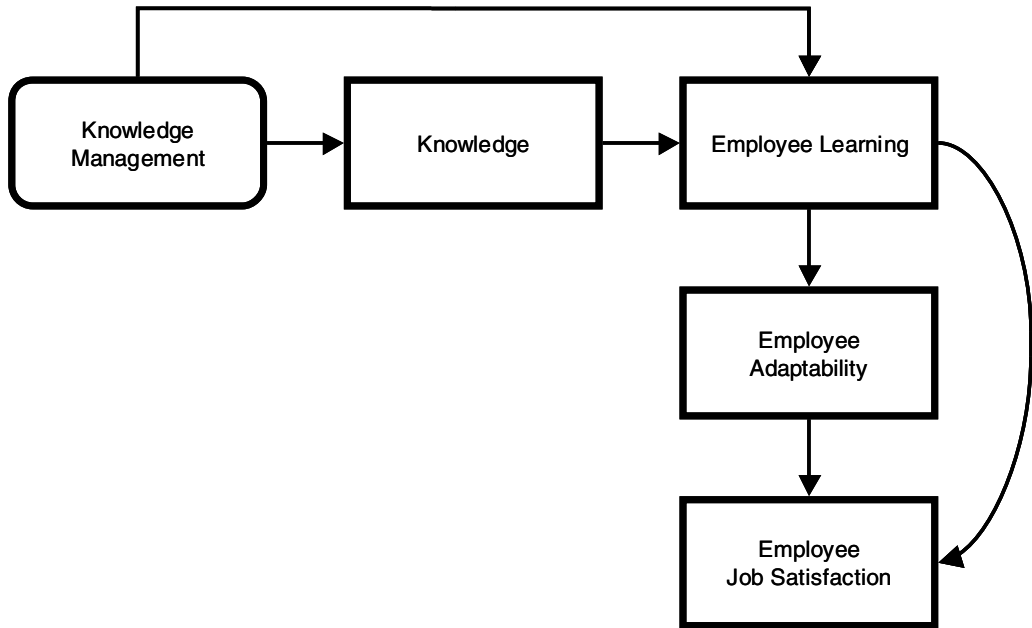 Knowledge
Management
Knowledge
Employee Learning
Employee
Adaptability
Employee
Job Satisfaction